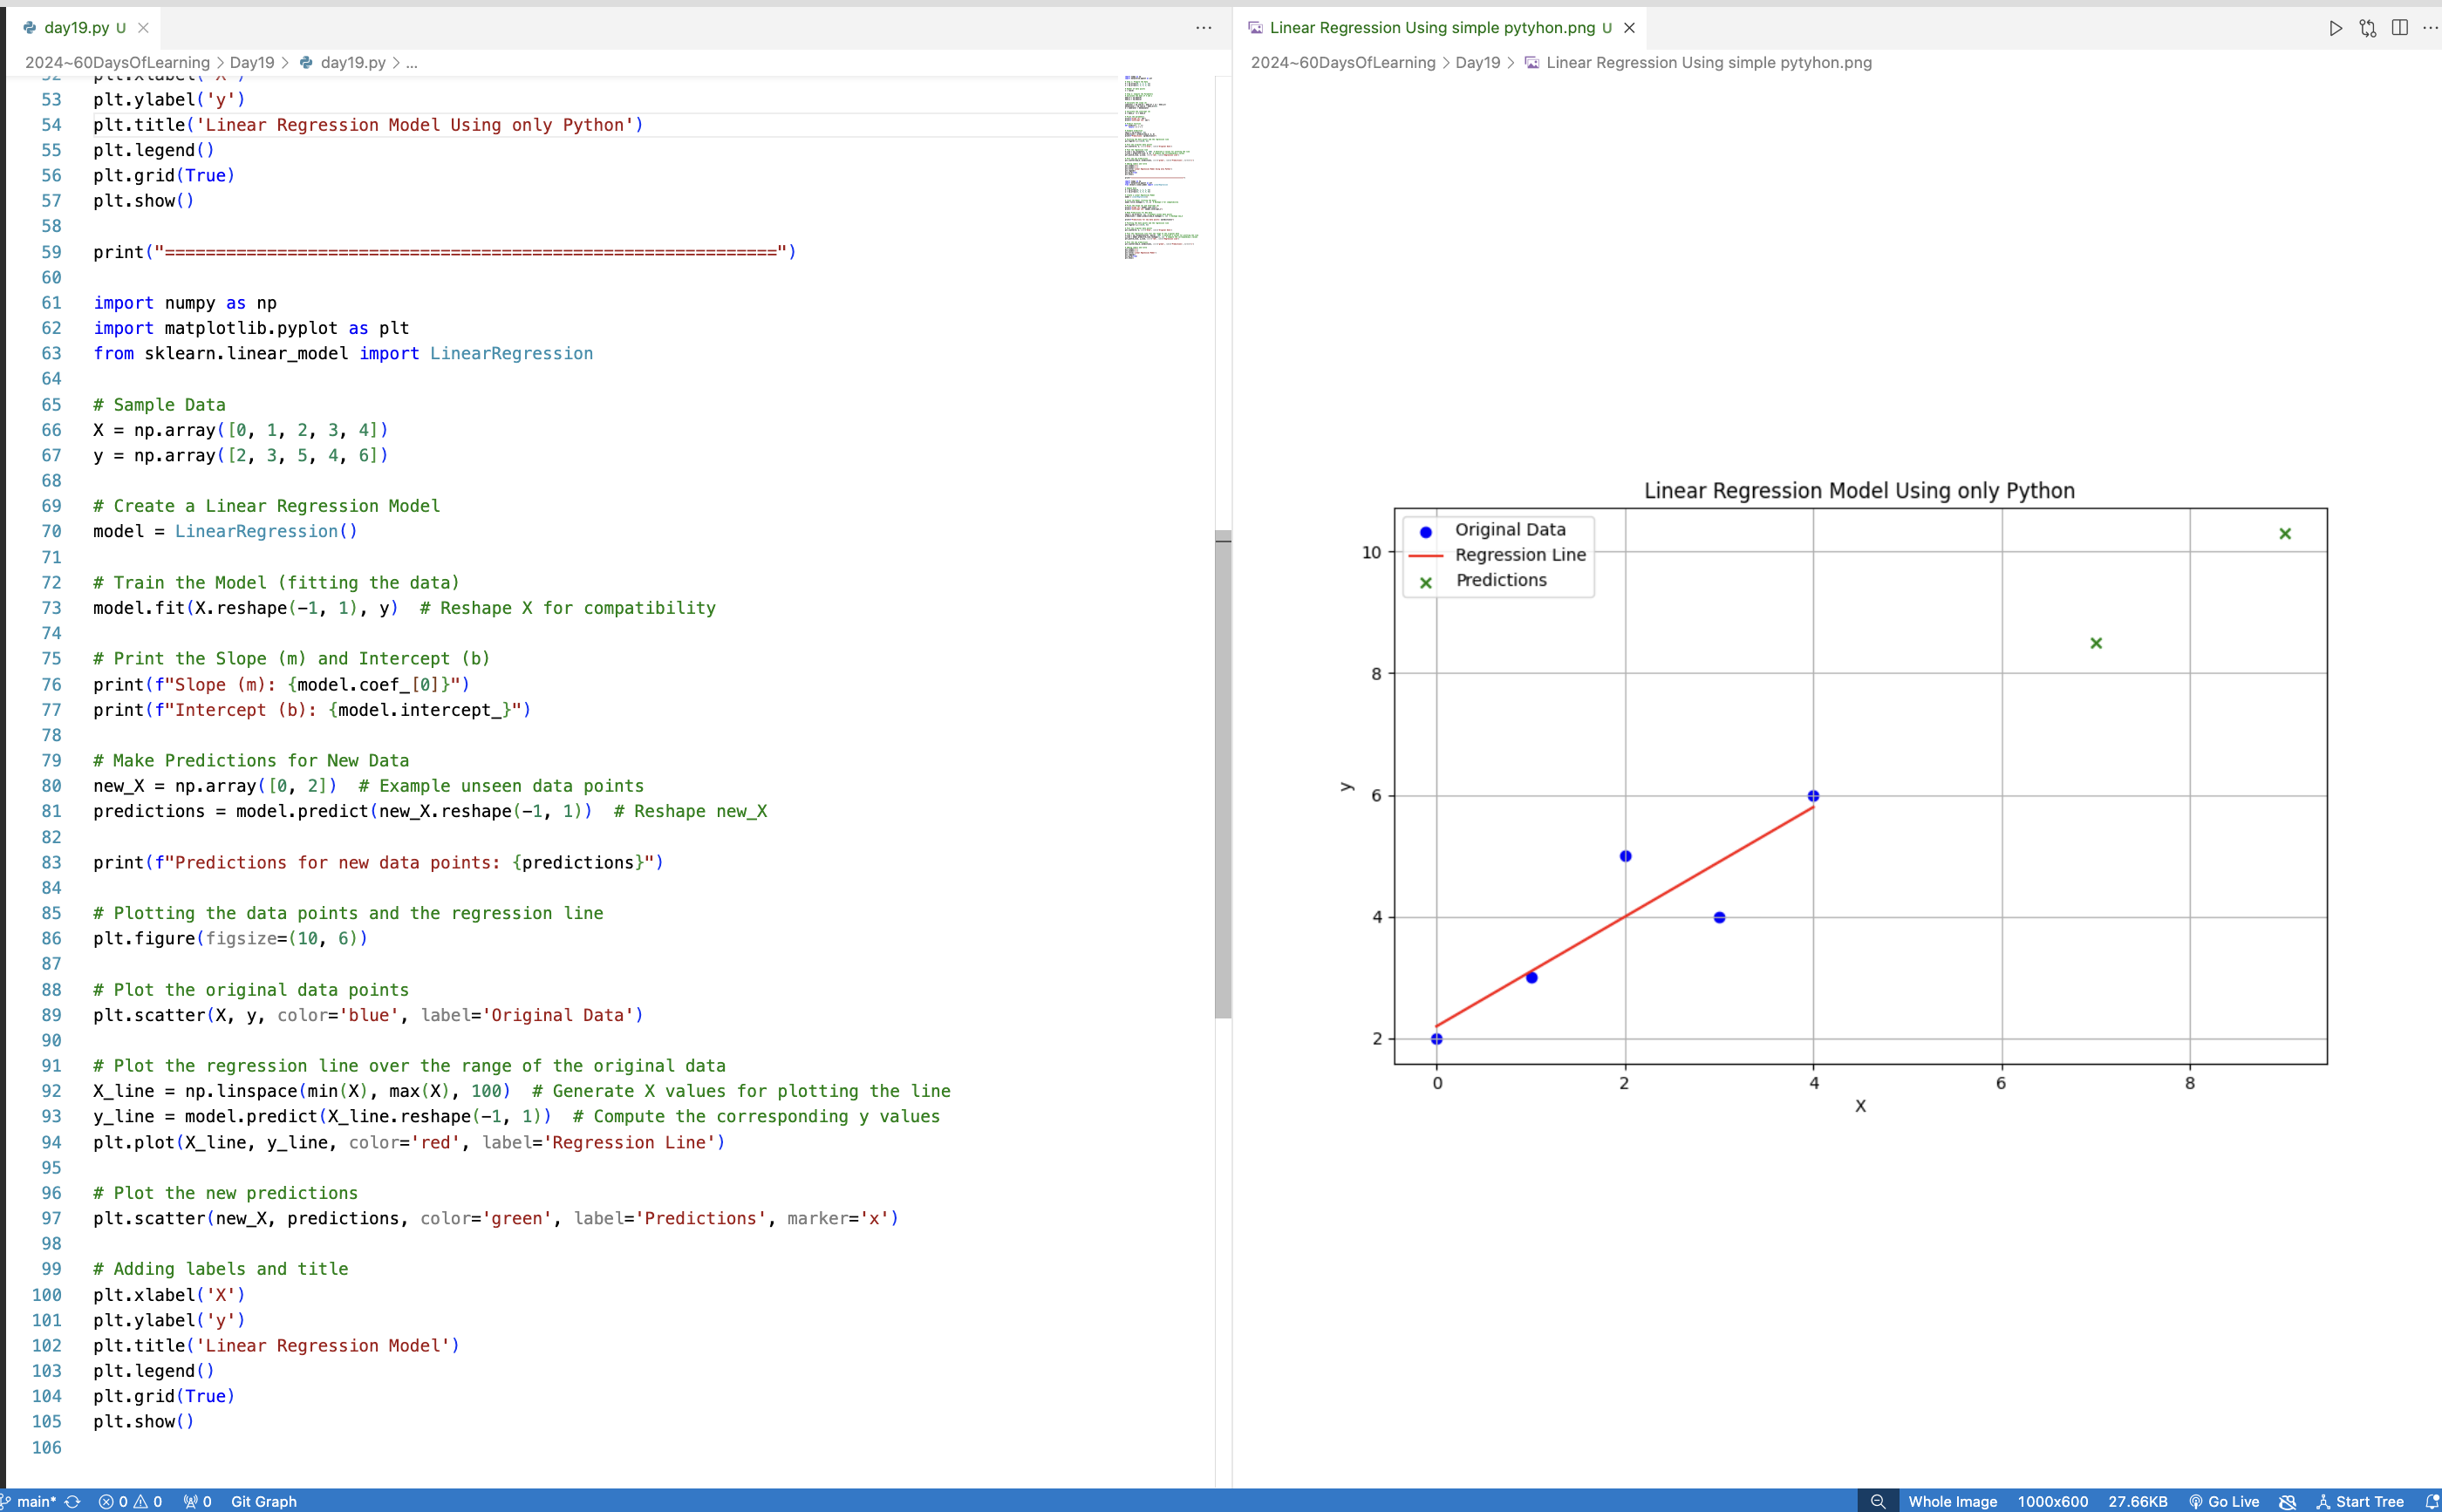 day19.py U
Linear Regression Using simple pytyhon.png U
2024~60DaysOfLearning > Day19 > day19.py > ...
2024~60DaysOfLearning > Day19 > Linear Regression Using simple pytyhon.png
52 plt.xlabel('X')
53 plt.ylabel('y')
54 plt.title('Linear Regression Model Using only Python')
55 plt.legend()
56 plt.grid(True)
57 plt.show()
58
59 print("============================================================")
60
61 import numpy as np
62 import matplotlib.pyplot as plt
63 from sklearn.linear_model import LinearRegression
64
65 # Sample Data
66 X = np.array([0, 1, 2, 3, 4])
67 y = np.array([2, 3, 5, 4, 6])
68
69 # Create a Linear Regression Model
70 model = LinearRegression()
71
72 # Train the Model (fitting the data)
73 model.fit(X.reshape(-1, 1), y)  # Reshape X for compatibility
74
75 # Print the Slope (m) and Intercept (b)
76 print(f"Slope (m): {model.coef_[0]}")
77 print(f"Intercept (b): {model.intercept_}")
78
79 # Make Predictions for New Data
80 new_X = np.array([0, 2])  # Example unseen data points
81 predictions = model.predict(new_X.reshape(-1, 1))  # Reshape new_X
82
83 print(f"Predictions for new data points: {predictions}")
84
85 # Plotting the data points and the regression line
86 plt.figure(figsize=(10, 6))
87
88 # Plot the original data points
89 plt.scatter(X, y, color='blue', label='Original Data')
90
91 # Plot the regression line over the range of the original data
92 X_line = np.linspace(min(X), max(X), 100)  # Generate X values for plotting the line
93 y_line = model.predict(X_line.reshape(-1, 1))  # Compute the corresponding y values
94 plt.plot(X_line, y_line, color='red', label='Regression Line')
95
96 # Plot the new predictions
97 plt.scatter(new_X, predictions, color='green', label='Predictions', marker='x')
98
99 # Adding labels and title
100 plt.xlabel('X')
101 plt.ylabel('y')
102 plt.title('Linear Regression Model')
103 plt.legend()
104 plt.grid(True)
105 plt.show()
106
Linear Regression Model Using only Python
Original Data
Regression Line
Predictions
10
8
6
4
2
y
0 2 4 6 8
X
main* 0 0 0 Git Graph
Whole Image 1000x600 27.66KB Go Live Start Tree